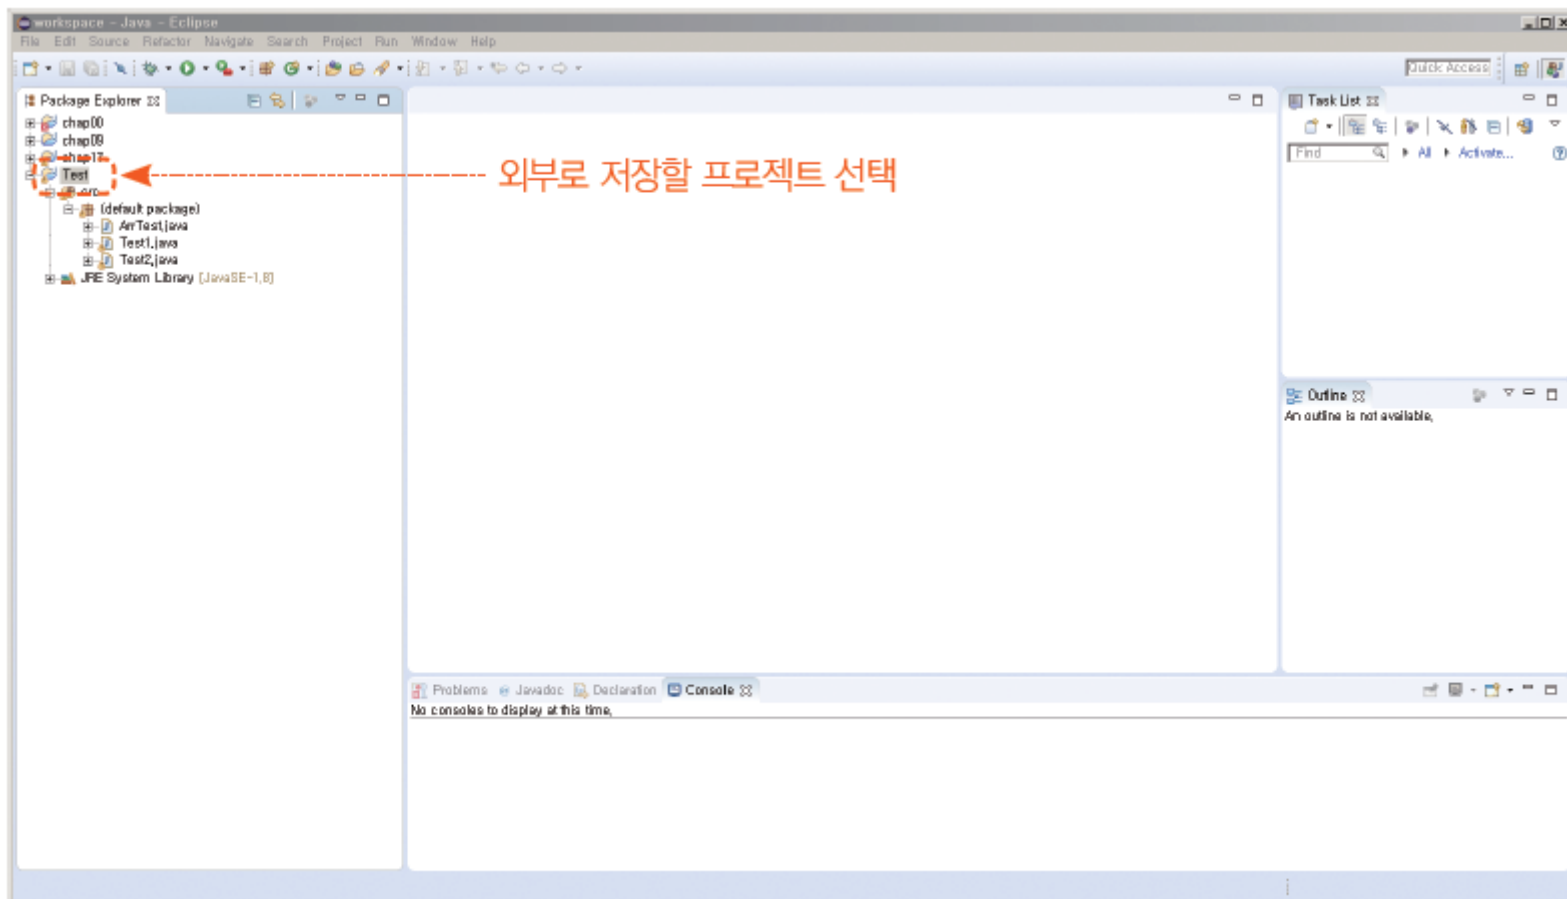 workspace - Java - Eclipse
File Edit Source Refactor Navigate Search Project Run Window Help
Quick Access
Package Explorer
chap00
chap09
chap17
Test
src
(default package)
ArrTest.java
Test1.java
Test2.java
JRE System Library [JavaSE-1.8]
외부로 저장할 프로젝트 선택
Task List
Find All Activate...
Outline
An outline is not available.
Problems Javadoc Declaration Console
No consoles to display at this time.